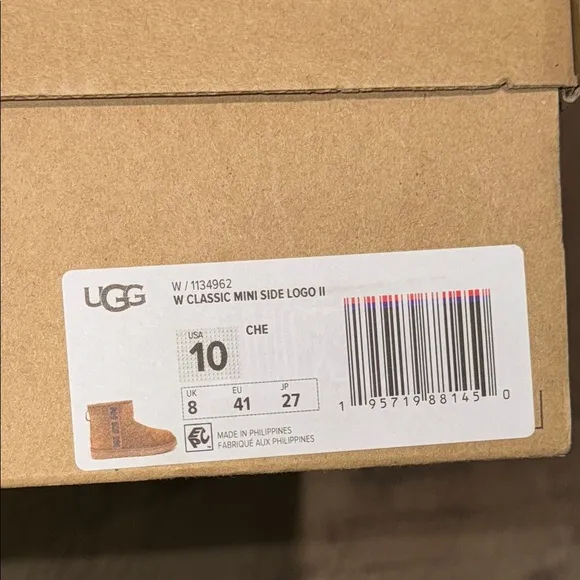 UGG
W / 1134962
W CLASSIC MINI SIDE LOGO II
USA
10
CHE
UK EU JP
8 41 27
MADE IN PHILIPPINES
FABRIQUÉ AUX PHILIPPINES
1 95719 88145 0